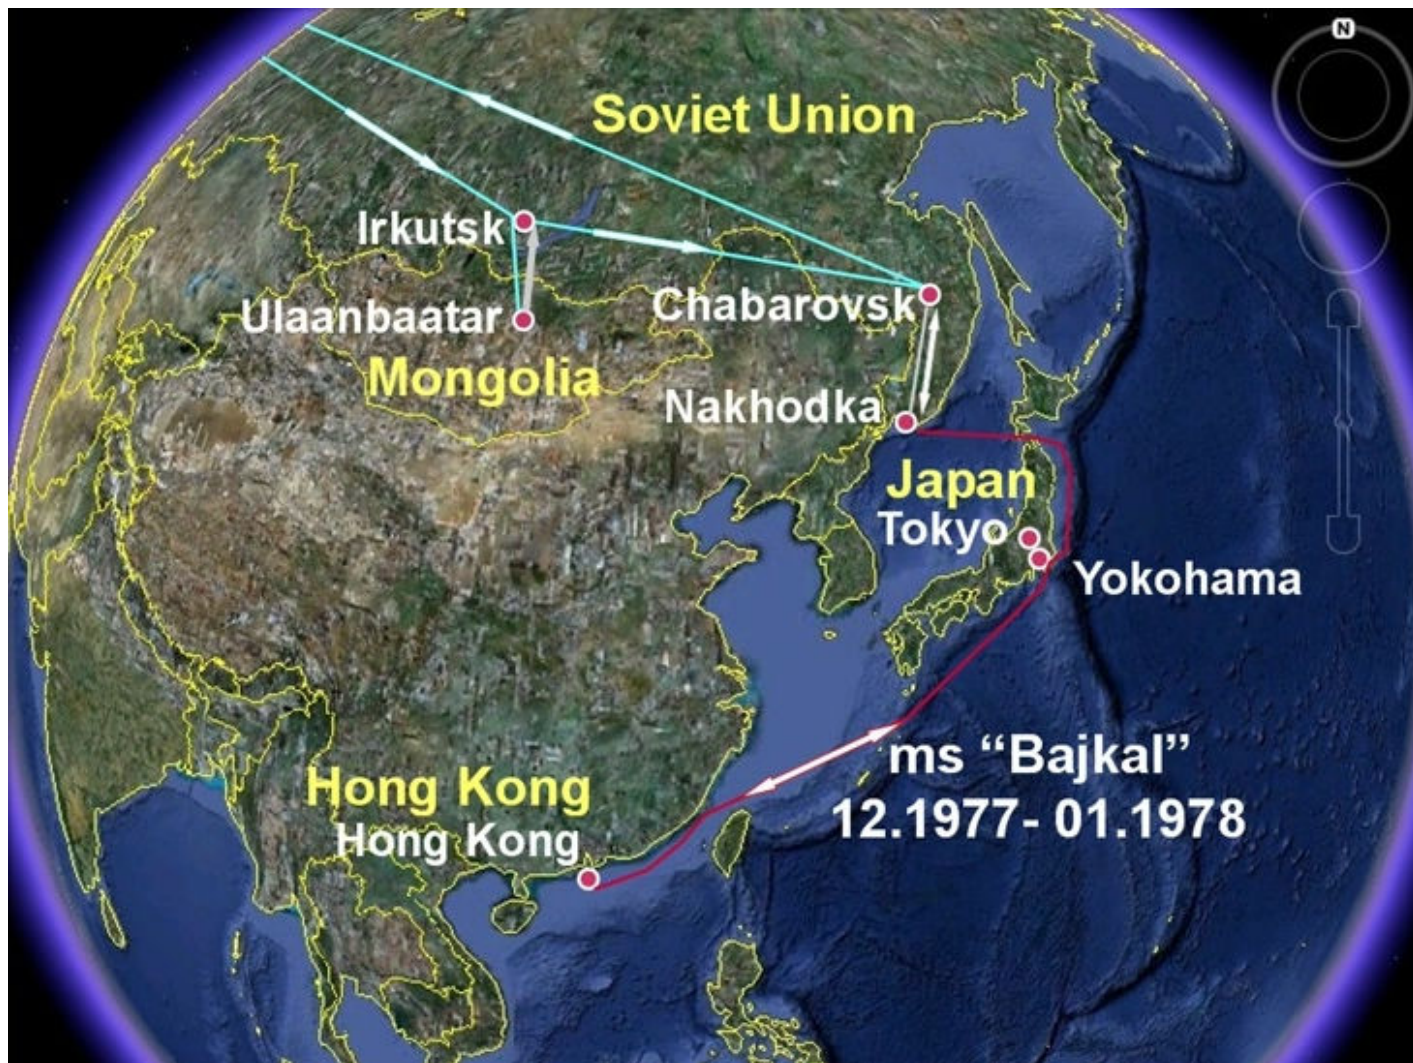 N
Soviet Union
Irkutsk
Chabarovsk
Ulaanbaatar
Mongolia
Nakhodka
Japan
Tokyo
Yokohama
ms “Bajkal”
12.1977- 01.1978
Hong Kong
Hong Kong